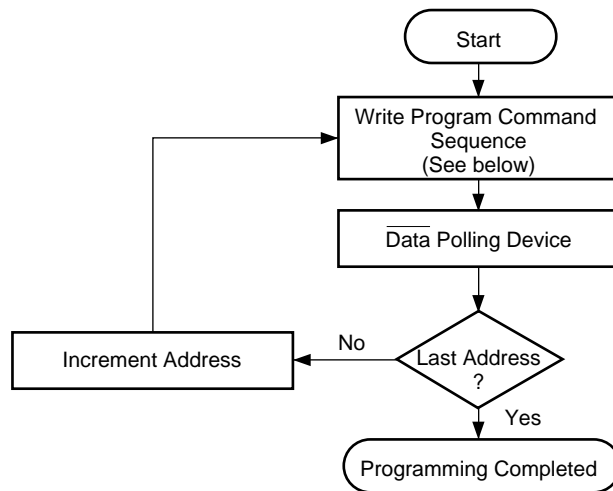 Start
Write Program Command
Sequence
(See below)
Data Polling Device
No
Increment Address
Last Address
?
Yes
Programming Completed